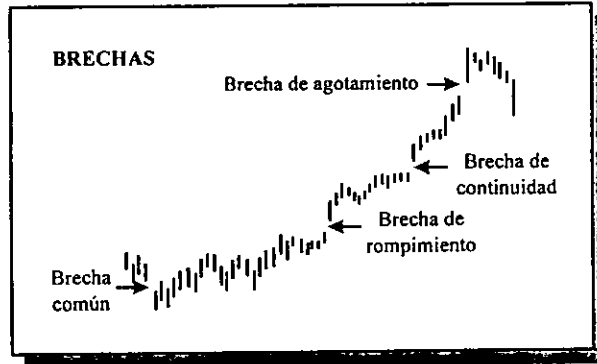 BRECHAS
Brecha de agotamiento
Brecha de
continuidad
Brecha de
rompimiento
Brecha
común